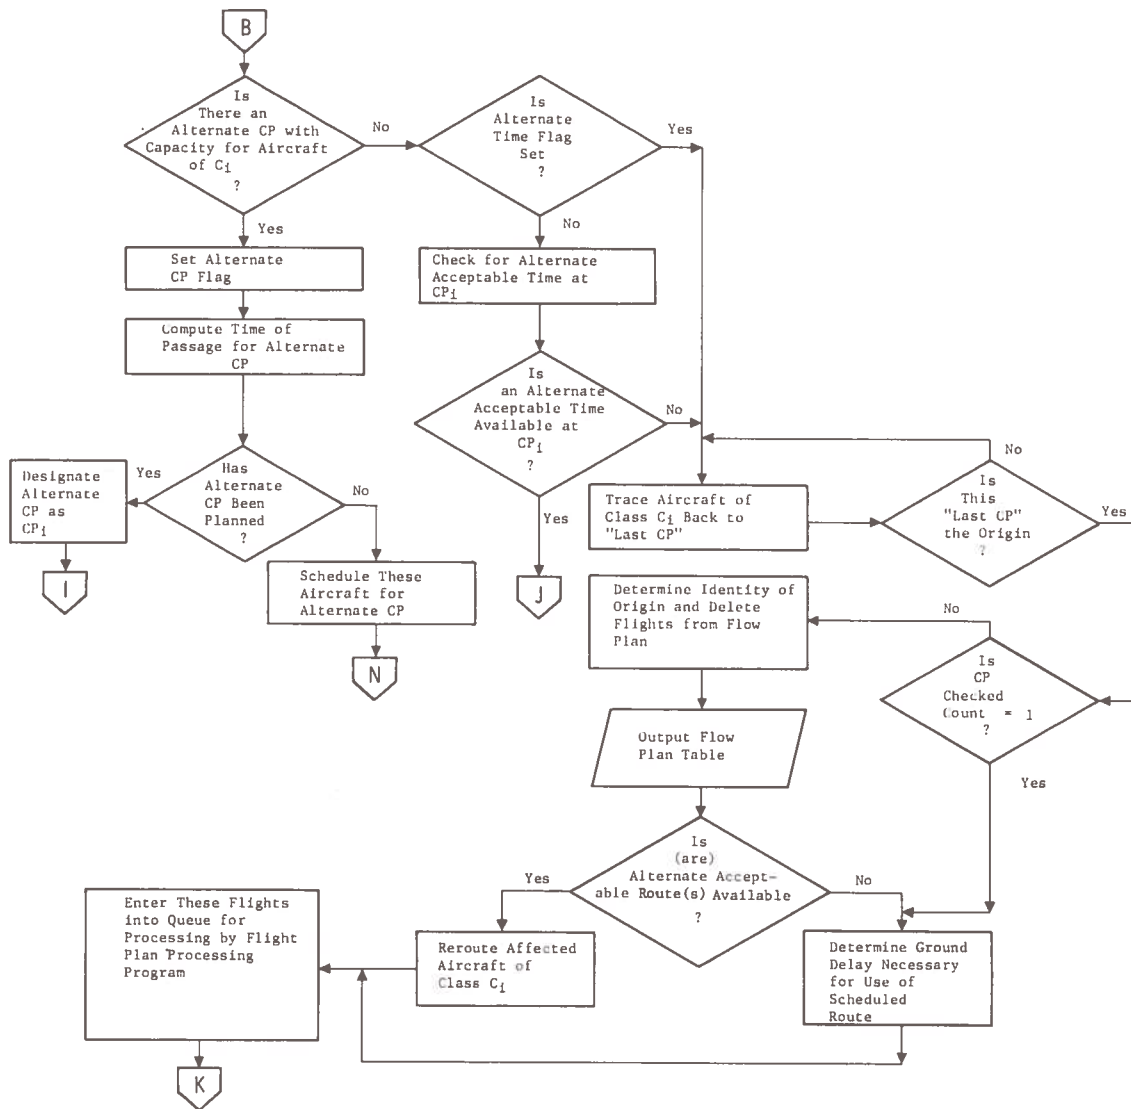 B
Is
There an
Alternate CP with
Capacity for Aircraft
of Ci
?
No
Yes
Is
Alternate
Time Flag
Set
?
Yes
No
Set Alternate
CP Flag
Check for Alternate
Acceptable Time at
CPi
Compute Time of
Passage for Alternate
CP
Is
an Alternate
Acceptable Time
Available at
CPi
?
No
Yes
Designate
Alternate
CP as
CPi
Yes
Has
Alternate
CP Been
Planned
?
No
Trace Aircraft of
Class Ci Back to
"Last CP"
No
Is
This
"Last CP"
the Origin
?
Yes
I
Schedule These
Aircraft for
Alternate CP
J
N
Determine Identity of
Origin and Delete
Flights from Flow
Plan
No
Is
CP
Checked
Count = 1
?
Yes
Output Flow
Plan Table
Is
(are)
Alternate Accept-
able Route(s) Available
?
Yes
No
Enter These Flights
into Queue for
Processing by Flight
Plan Processing
Program
Reroute Affected
Aircraft of
Class Ci
Determine Ground
Delay Necessary
for Use of
Scheduled
Route
K